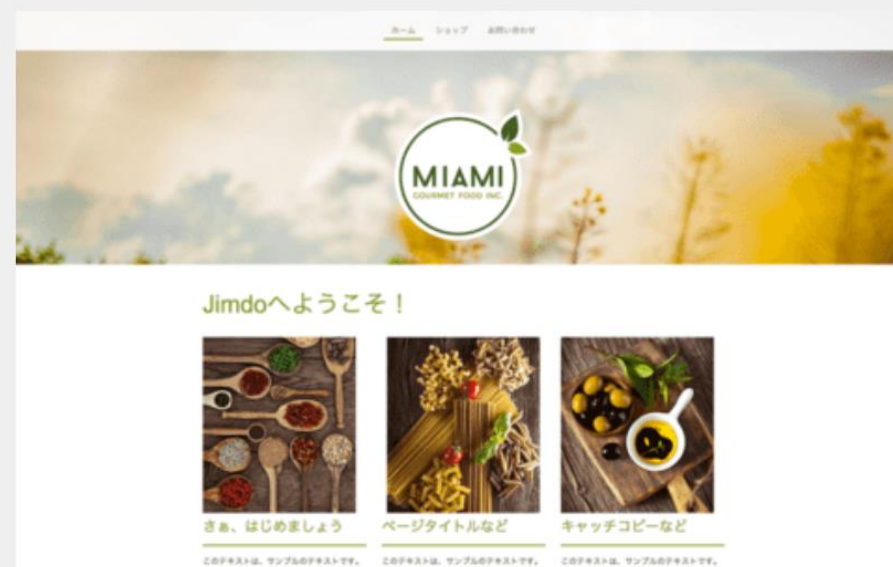 ホーム ショップ お問い合わせ
MIAMI
GOURMET FOOD INC.
Jimdoへようこそ！
さぁ、はじめましょう ページタイトルなど キャッチコピーなど
このテキストは、サンプルのテキストです。 このテキストは、サンプルのテキストです。 このテキストは、サンプルのテキストです。